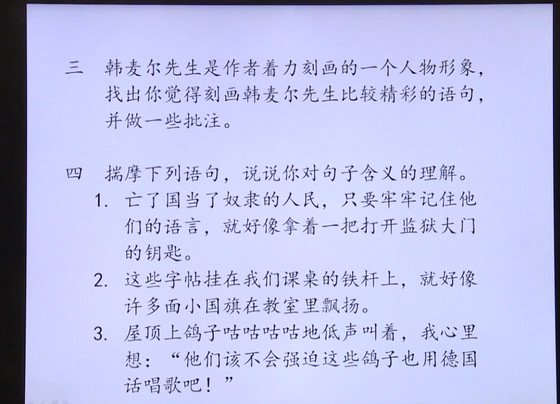 三 韩麦尔先生是作者着力刻画的一个人物形象，
找出你觉得刻画韩麦尔先生比较精彩的语句，
并做一些批注。
四 揣摩下列语句，说说你对句子含义的理解。
1. 亡了国当了奴隶的人民，只要牢牢记住他
们的语言，就好像拿着一把打开监狱大门
的钥匙。
2. 这些字帖挂在我们课桌的铁杆上，就好像
许多面小国旗在教室里飘扬。
3. 屋顶上鸽子咕咕咕咕地低声叫着，我心里
想：“他们该不会强迫这些鸽子也用德国
话唱歌吧！”